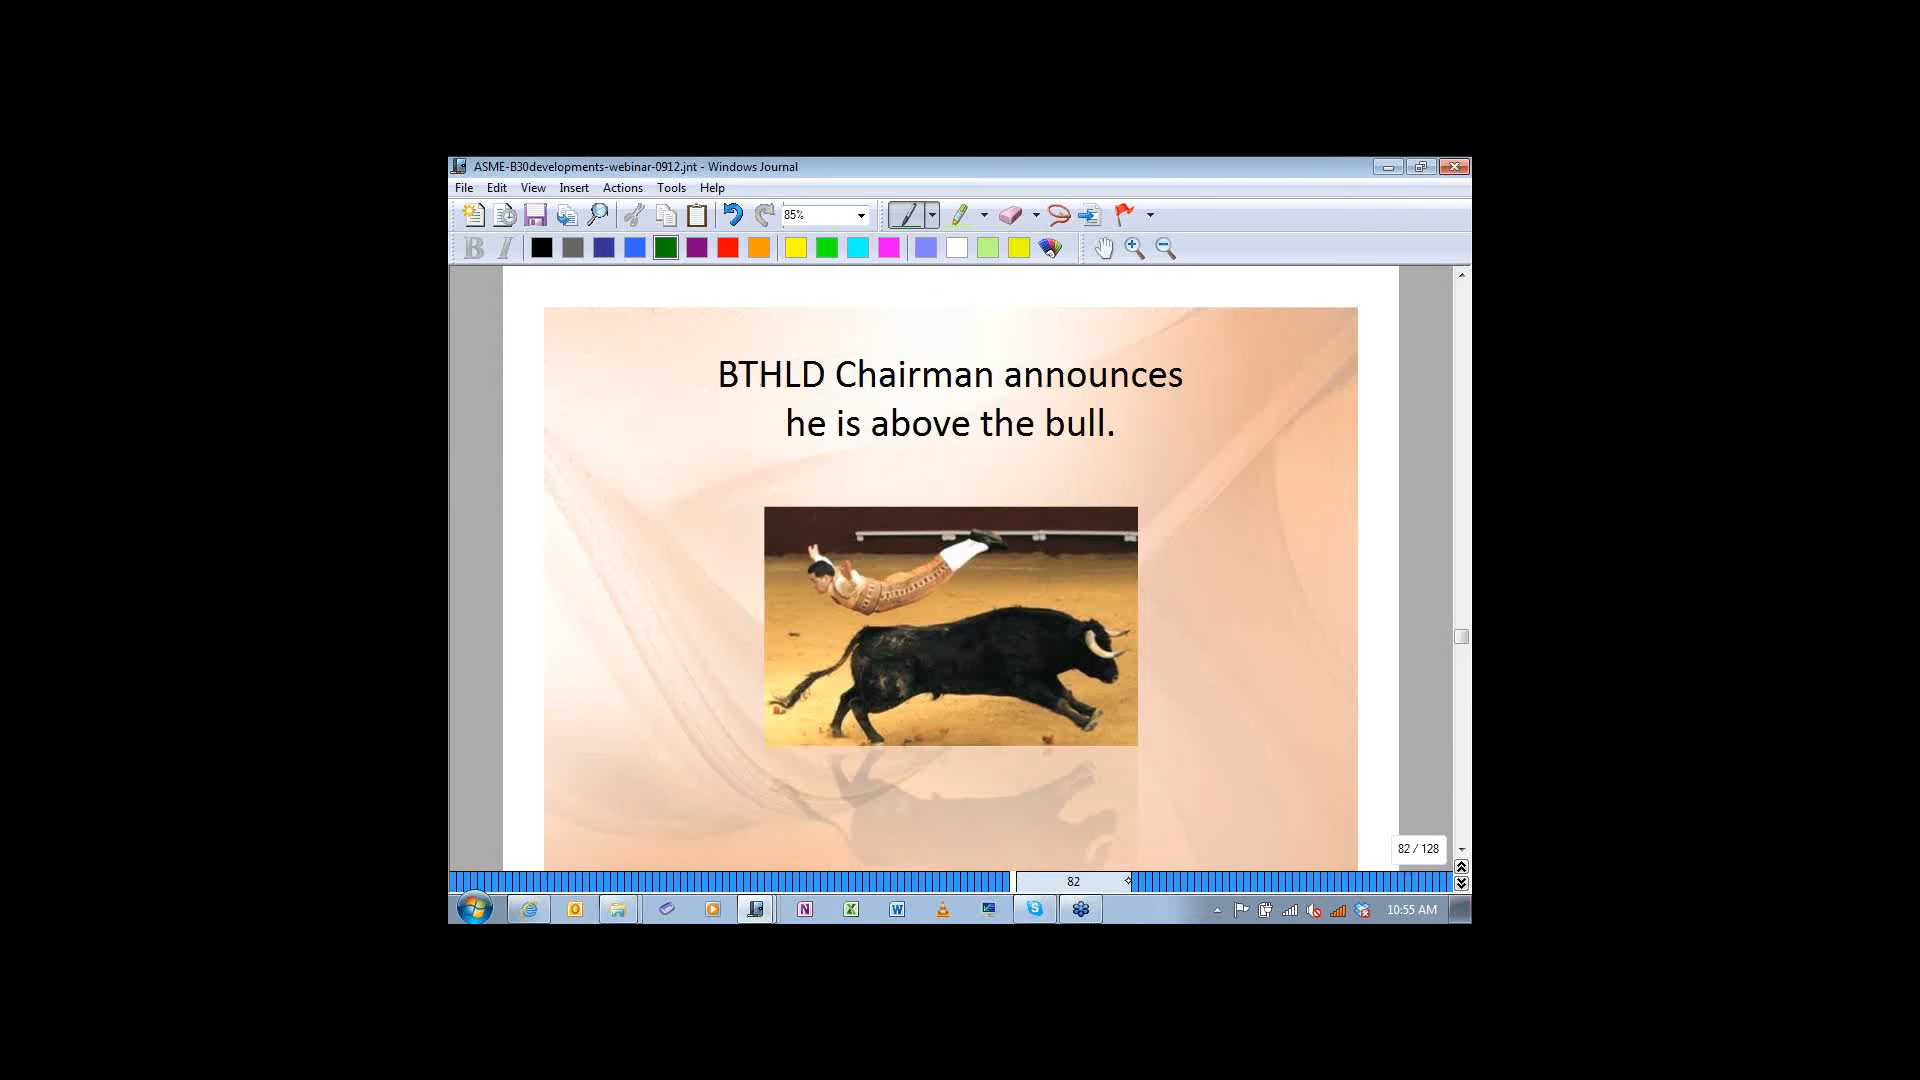 ASME-B30developments-webinar-0912.jnt - Windows Journal
File Edit View Insert Actions Tools Help
85%
B I
BTHLD Chairman announces
he is above the bull.
82 / 128
82
10:55 AM